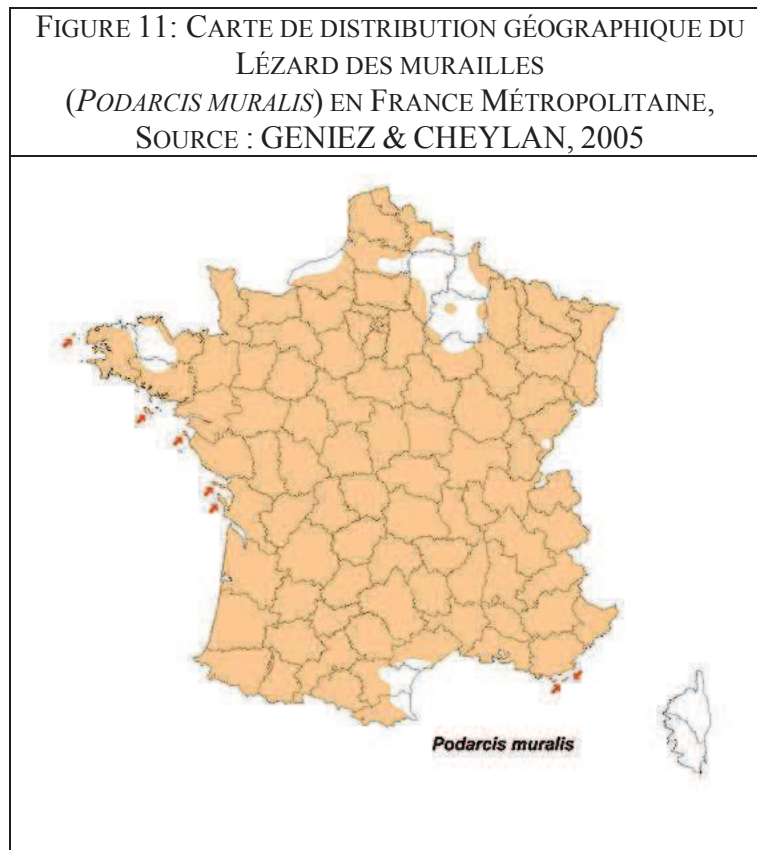 FIGURE 11: CARTE DE DISTRIBUTION GÉOGRAPHIQUE DU
LÉZARD DES MURAILLES
(PODARCIS MURALIS) EN FRANCE MÉTROPOLITAINE,
SOURCE : GENIEZ & CHEYLAN, 2005
Podarcis muralis